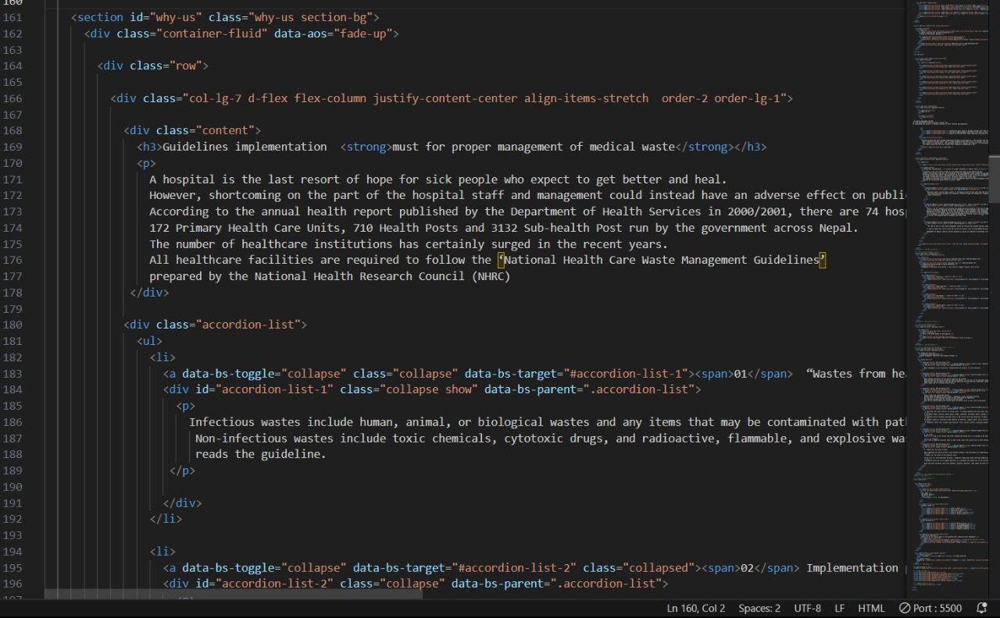 160
161 <section id="why-us" class="why-us section-bg">
162 <div class="container-fluid" data-aos="fade-up">
163
164 <div class="row">
165
166 <div class="col-lg-7 d-flex flex-column justify-content-center align-items-stretch  order-2 order-lg-1">
167
168 <div class="content">
169 <h3>Guidelines implementation  <strong>must for proper management of medical waste</strong></h3>
170 <p>
171 A hospital is the last resort of hope for sick people who expect to get better and heal.
172 However, shortcoming on the part of the hospital staff and management could instead have an adverse effect on publi
173 According to the annual health report published by the Department of Health Services in 2000/2001, there are 74 hos
174 172 Primary Health Care Units, 710 Health Posts and 3132 Sub-health Post run by the government across Nepal.
175 The number of healthcare institutions has certainly surged in the recent years.
176 All healthcare facilities are required to follow the ‘National Health Care Waste Management Guidelines’
177 prepared by the National Health Research Council (NHRC)
178 </div>
179
180 <div class="accordion-list">
181 <ul>
182 <li>
183 <a data-bs-toggle="collapse" class="collapse" data-bs-target="#accordion-list-1"><span>01</span>  “Wastes from hea
184 <div id="accordion-list-1" class="collapse show" data-bs-parent=".accordion-list">
185 <p>
186 Infectious wastes include human, animal, or biological wastes and any items that may be contaminated with pat
187 Non-infectious wastes include toxic chemicals, cytotoxic drugs, and radioactive, flammable, and explosive wa
188 reads the guideline.
189 </p>
190
191 </div>
192 </li>
193
194 <li>
195 <a data-bs-toggle="collapse" data-bs-target="#accordion-list-2" class="collapsed"><span>02</span> Implementation
196 <div id="accordion-list-2" class="collapse" data-bs-parent=".accordion-list">
197 <p>
Ln 160, Col 2 Spaces: 2 UTF-8 LF HTML Port : 5500